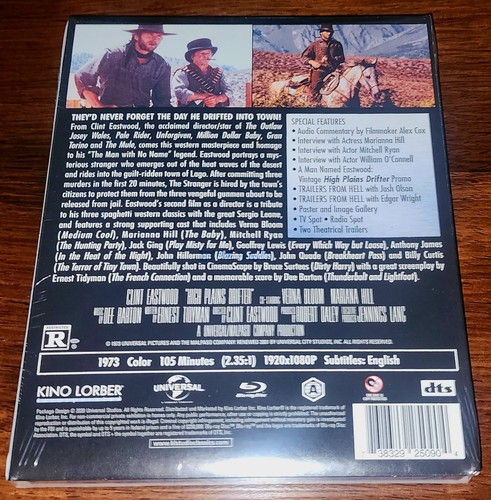 THEY'D NEVER FORGET THE DAY HE DRIFTED INTO TOWN!
From Clint Eastwood, the acclaimed director/star of The Outlaw
Josey Wales, Pale Rider, Unforgiven, Million Dollar Baby, Gran
Torino and The Mule, comes this western masterpiece and homage
to his "The Man with No Name" legend. Eastwood portrays a mys-
terious stranger who emerges out of the heat waves of the desert
and rides into the guilt-ridden town of Lago. After committing three
murders in the first 20 minutes, The Stranger is hired by the town's
citizens to protect them from the three vengeful gunmen about to be
released from jail. Eastwood's second film as a director is a tribute
to his three spaghetti western classics with the great Sergio Leone,
and features a strong supporting cast that includes Verna Bloom
(Medium Cool), Marianna Hill (The Baby), Mitchell Ryan
(The Hunting Party), Jack Ging (Play Misty for Me), Geoffrey Lewis (Every Which Way but Loose), Anthony James
(In the Heat of the Night), John Hillerman (Blazing Saddles), John Quade (Breakheart Pass) and Billy Curtis
(The Terror of Tiny Town). Beautifully shot in CinemaScope by Bruce Surtees (Dirty Harry) with a great screenplay by
Ernest Tidyman (The French Connection) and a memorable score by Dee Barton (Thunderbolt and Lightfoot).
SPECIAL FEATURES
• Audio Commentary by Filmmaker Alex Cox
• Interview with Actress Marianna Hill
• Interview with Actor Mitchell Ryan
• Interview with Actor William O'Connell
• A Man Named Eastwood:
Vintage High Plains Drifter Promo
• TRAILERS FROM HELL with Josh Olson
• TRAILERS FROM HELL with Edgar Wright
• Poster and Image Gallery
• TV Spot • Radio Spot
• Two Theatrical Trailers
CLINT EASTWOOD "HIGH PLAINS DRIFTER" CO-STARRING VERNA BLOOM MARIANA HILL
DEE BARTON ERNEST TIDYMAN CLINT EASTWOOD ROBERT DALEY JENNINGS LANG
A UNIVERSAL/MALPASO COMPANY PRODUCTION
R
RESTRICTED
1973 Color 105 Minutes (2.35:1) 1920x1080P Subtitles: English
KINO LORBER
UNIVERSAL
Blu-ray Disc
A
dts
www.kinolorber.com
38329 25090 4